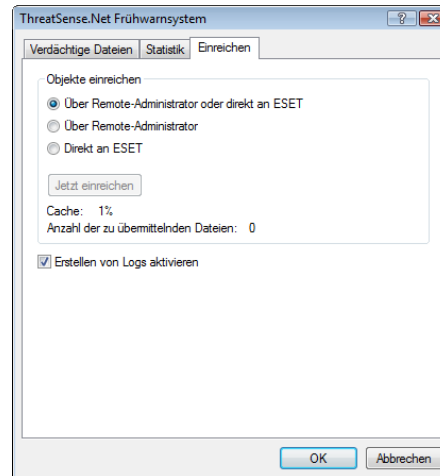 ThreatSense.Net Frühwarnsystem
Verdächtige Dateien Statistik Einreichen
Objekte einreichen
Über Remote-Administrator oder direkt an ESET
Über Remote-Administrator
Direkt an ESET
Jetzt einreichen
Cache: 1%
Anzahl der zu übermittelnden Dateien: 0
Erstellen von Logs aktivieren
OK Abbrechen